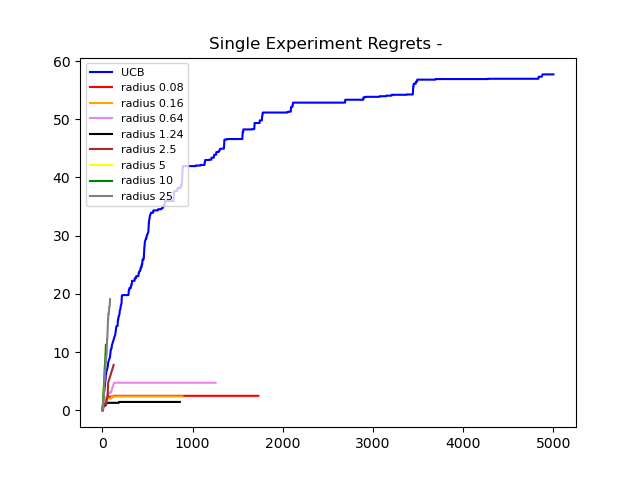 Single Experiment Regrets -
60
50
40
30
20
10
0
UCB
radius 0.08
radius 0.16
radius 0.64
radius 1.24
radius 2.5
radius 5
radius 10
radius 25
0 1000 2000 3000 4000 5000